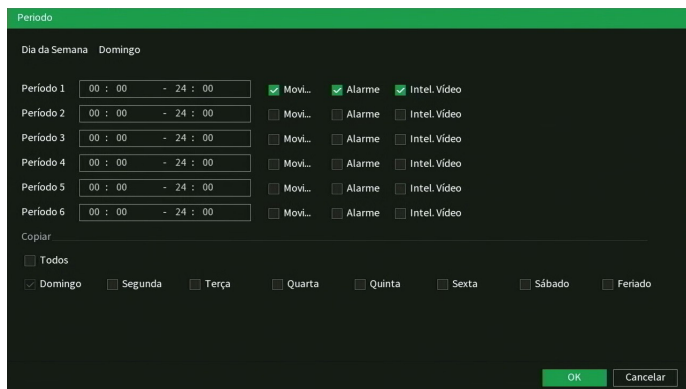 Periodo
Dia da Semana Domingo
Período 1 00 : 00 - 24 : 00 Movi... Alarme Intel. Vídeo
Período 2 00 : 00 - 24 : 00 Movi... Alarme Intel. Vídeo
Período 3 00 : 00 - 24 : 00 Movi... Alarme Intel. Vídeo
Período 4 00 : 00 - 24 : 00 Movi... Alarme Intel. Vídeo
Período 5 00 : 00 - 24 : 00 Movi... Alarme Intel. Vídeo
Período 6 00 : 00 - 24 : 00 Movi... Alarme Intel. Vídeo
Copiar
Todos
Domingo Segunda Terça Quarta Quinta Sexta Sábado Feriado
OK Cancelar